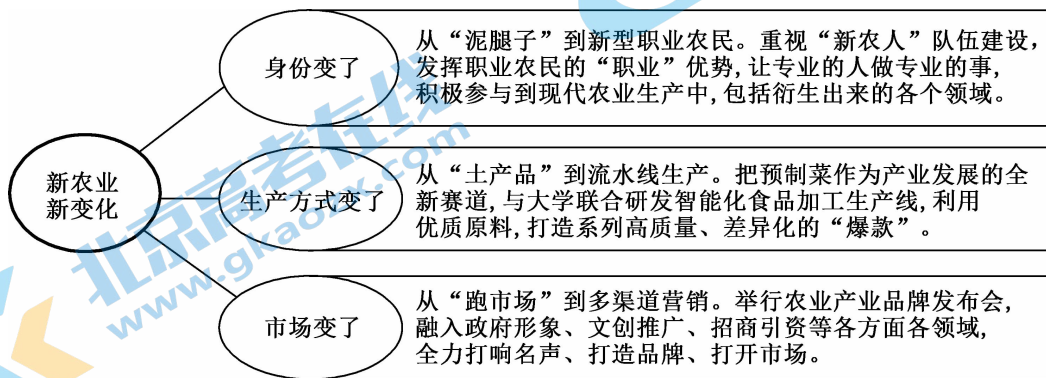 身份变了
从“泥腿子”到新型职业农民。重视“新农人”队伍建设,
发挥职业农民的“职业”优势,让专业的人做专业的事,
积极参与到现代农业生产中,包括衍生出来的各个领域。
新农业
新变化
生产方式变了
从“土产品”到流水线生产。把预制菜作为产业发展的全
新赛道,与大学联合研发智能化食品加工生产线,利用
优质原料,打造系列高质量、差异化的“爆款”。
市场变了
从“跑市场”到多渠道营销。举行农业产业品牌发布会,
融入政府形象、文创推广、招商引资等各方面各领域,
全力打响名声、打造品牌、打开市场。
北京高考在线
www.gkaozx.com